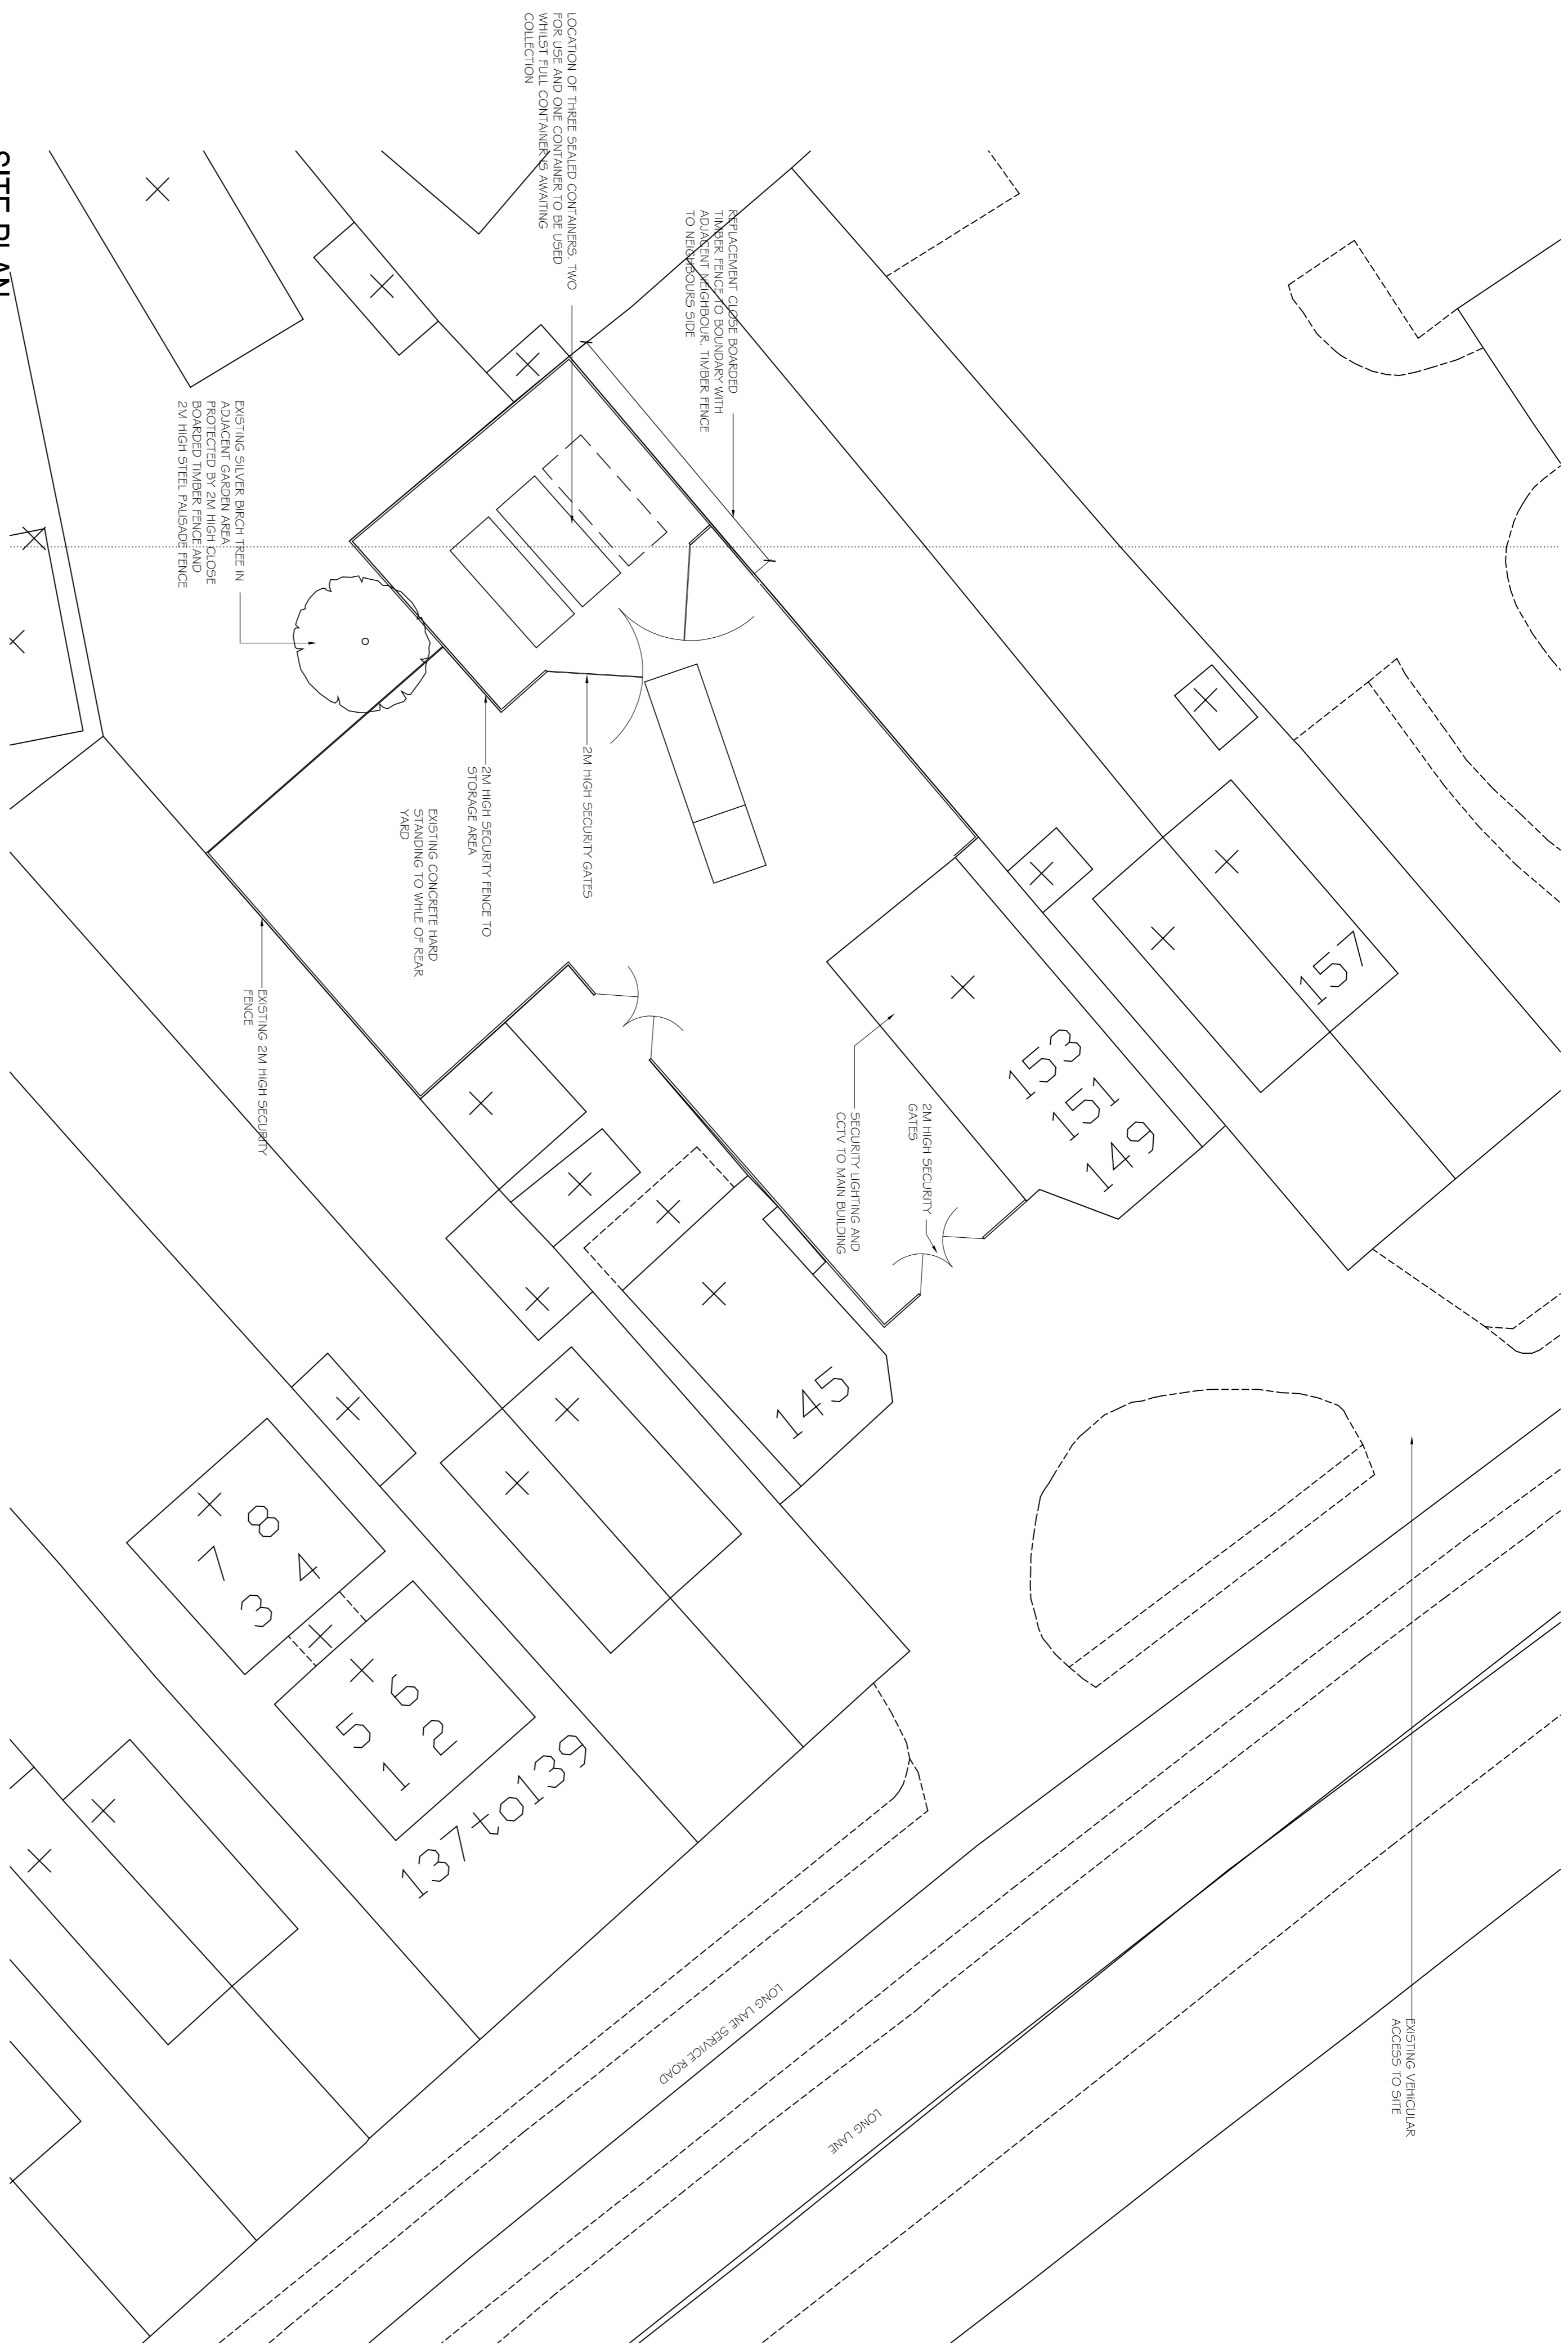 LOCATION OF THREE SEALED CONTAINERS. TWO
FOR USE AND ONE CONTAINER TO BE USED
WHILST FULL CONTAINER IS AWAITING
COLLECTION
REPLACEMENT CLOSE BOARDED
TIMBER FENCE TO BOUNDARY WITH
ADJACENT NEIGHBOUR. TIMBER FENCE
TO NEIGHBOURS SIDE
EXISTING SILVER BIRCH TREE IN
ADJACENT GARDEN AREA
PROTECTED BY 2M HIGH CLOSE
BOARDED TIMBER FENCE AND
2M HIGH STEEL PALISADE FENCE
2M HIGH SECURITY GATES
2M HIGH SECURITY FENCE TO
STORAGE AREA
EXISTING CONCRETE HARD
STANDING TO WHLE OF REAR
YARD
EXISTING 2M HIGH SECURITY
FENCE
2M HIGH SECURITY
GATES
SECURITY LIGHTING AND
CCTV TO MAIN BUILDING
157
153
151
149
145
8
7
4
3
6
5
2
1
137to139
EXISTING VEHICULAR
ACCESS TO SITE
LONG LANE SERVICE ROAD
LONG LANE
SITE PLAN